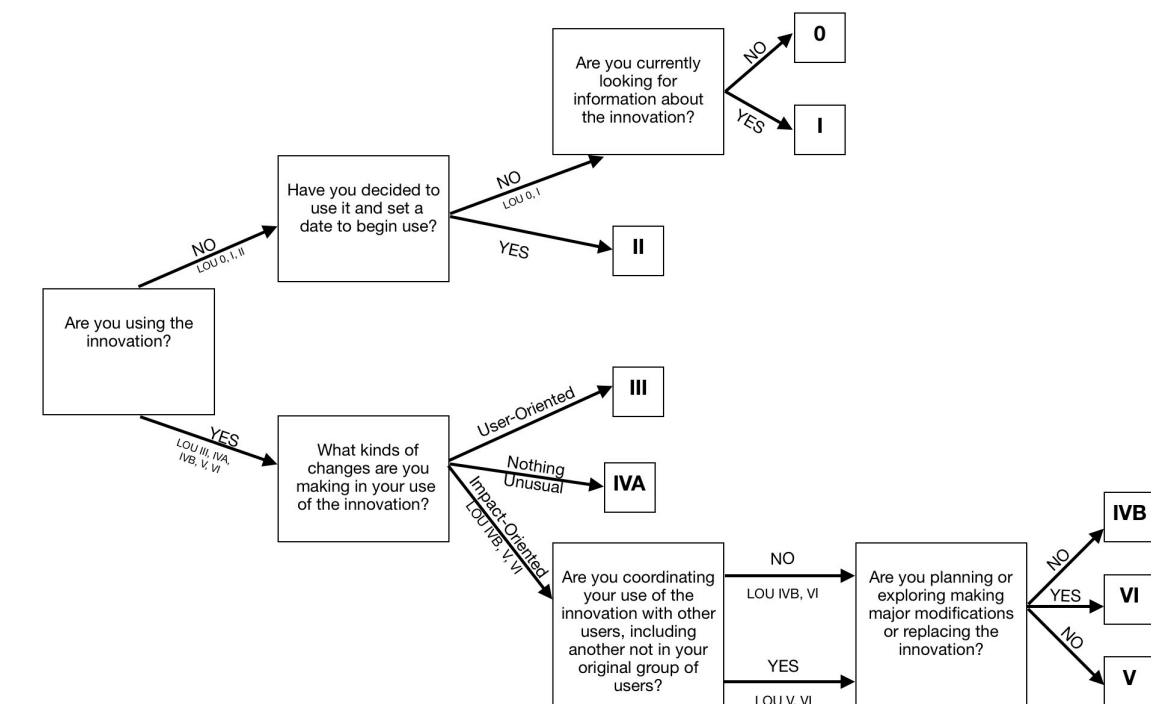 Are you currently
looking for
information about
the innovation?
NO
0
YES
I
Have you decided to
use it and set a
date to begin use?
NO
LOU 0, I
YES
II
NO
LOU 0, I, II
Are you using the
innovation?
YES
LOU III, IVA,
IVB, V, VI
What kinds of
changes are you
making in your use
of the innovation?
User-Oriented
III
Nothing
Unusual
IVA
Impact-Oriented
LOU IVB, V, VI
Are you coordinating
your use of the
innovation with other
users, including
another not in your
original group of
users?
NO
LOU IVB, VI
YES
LOU V, VI
Are you planning or
exploring making
major modifications
or replacing the
innovation?
NO
IVB
YES
VI
NO
V